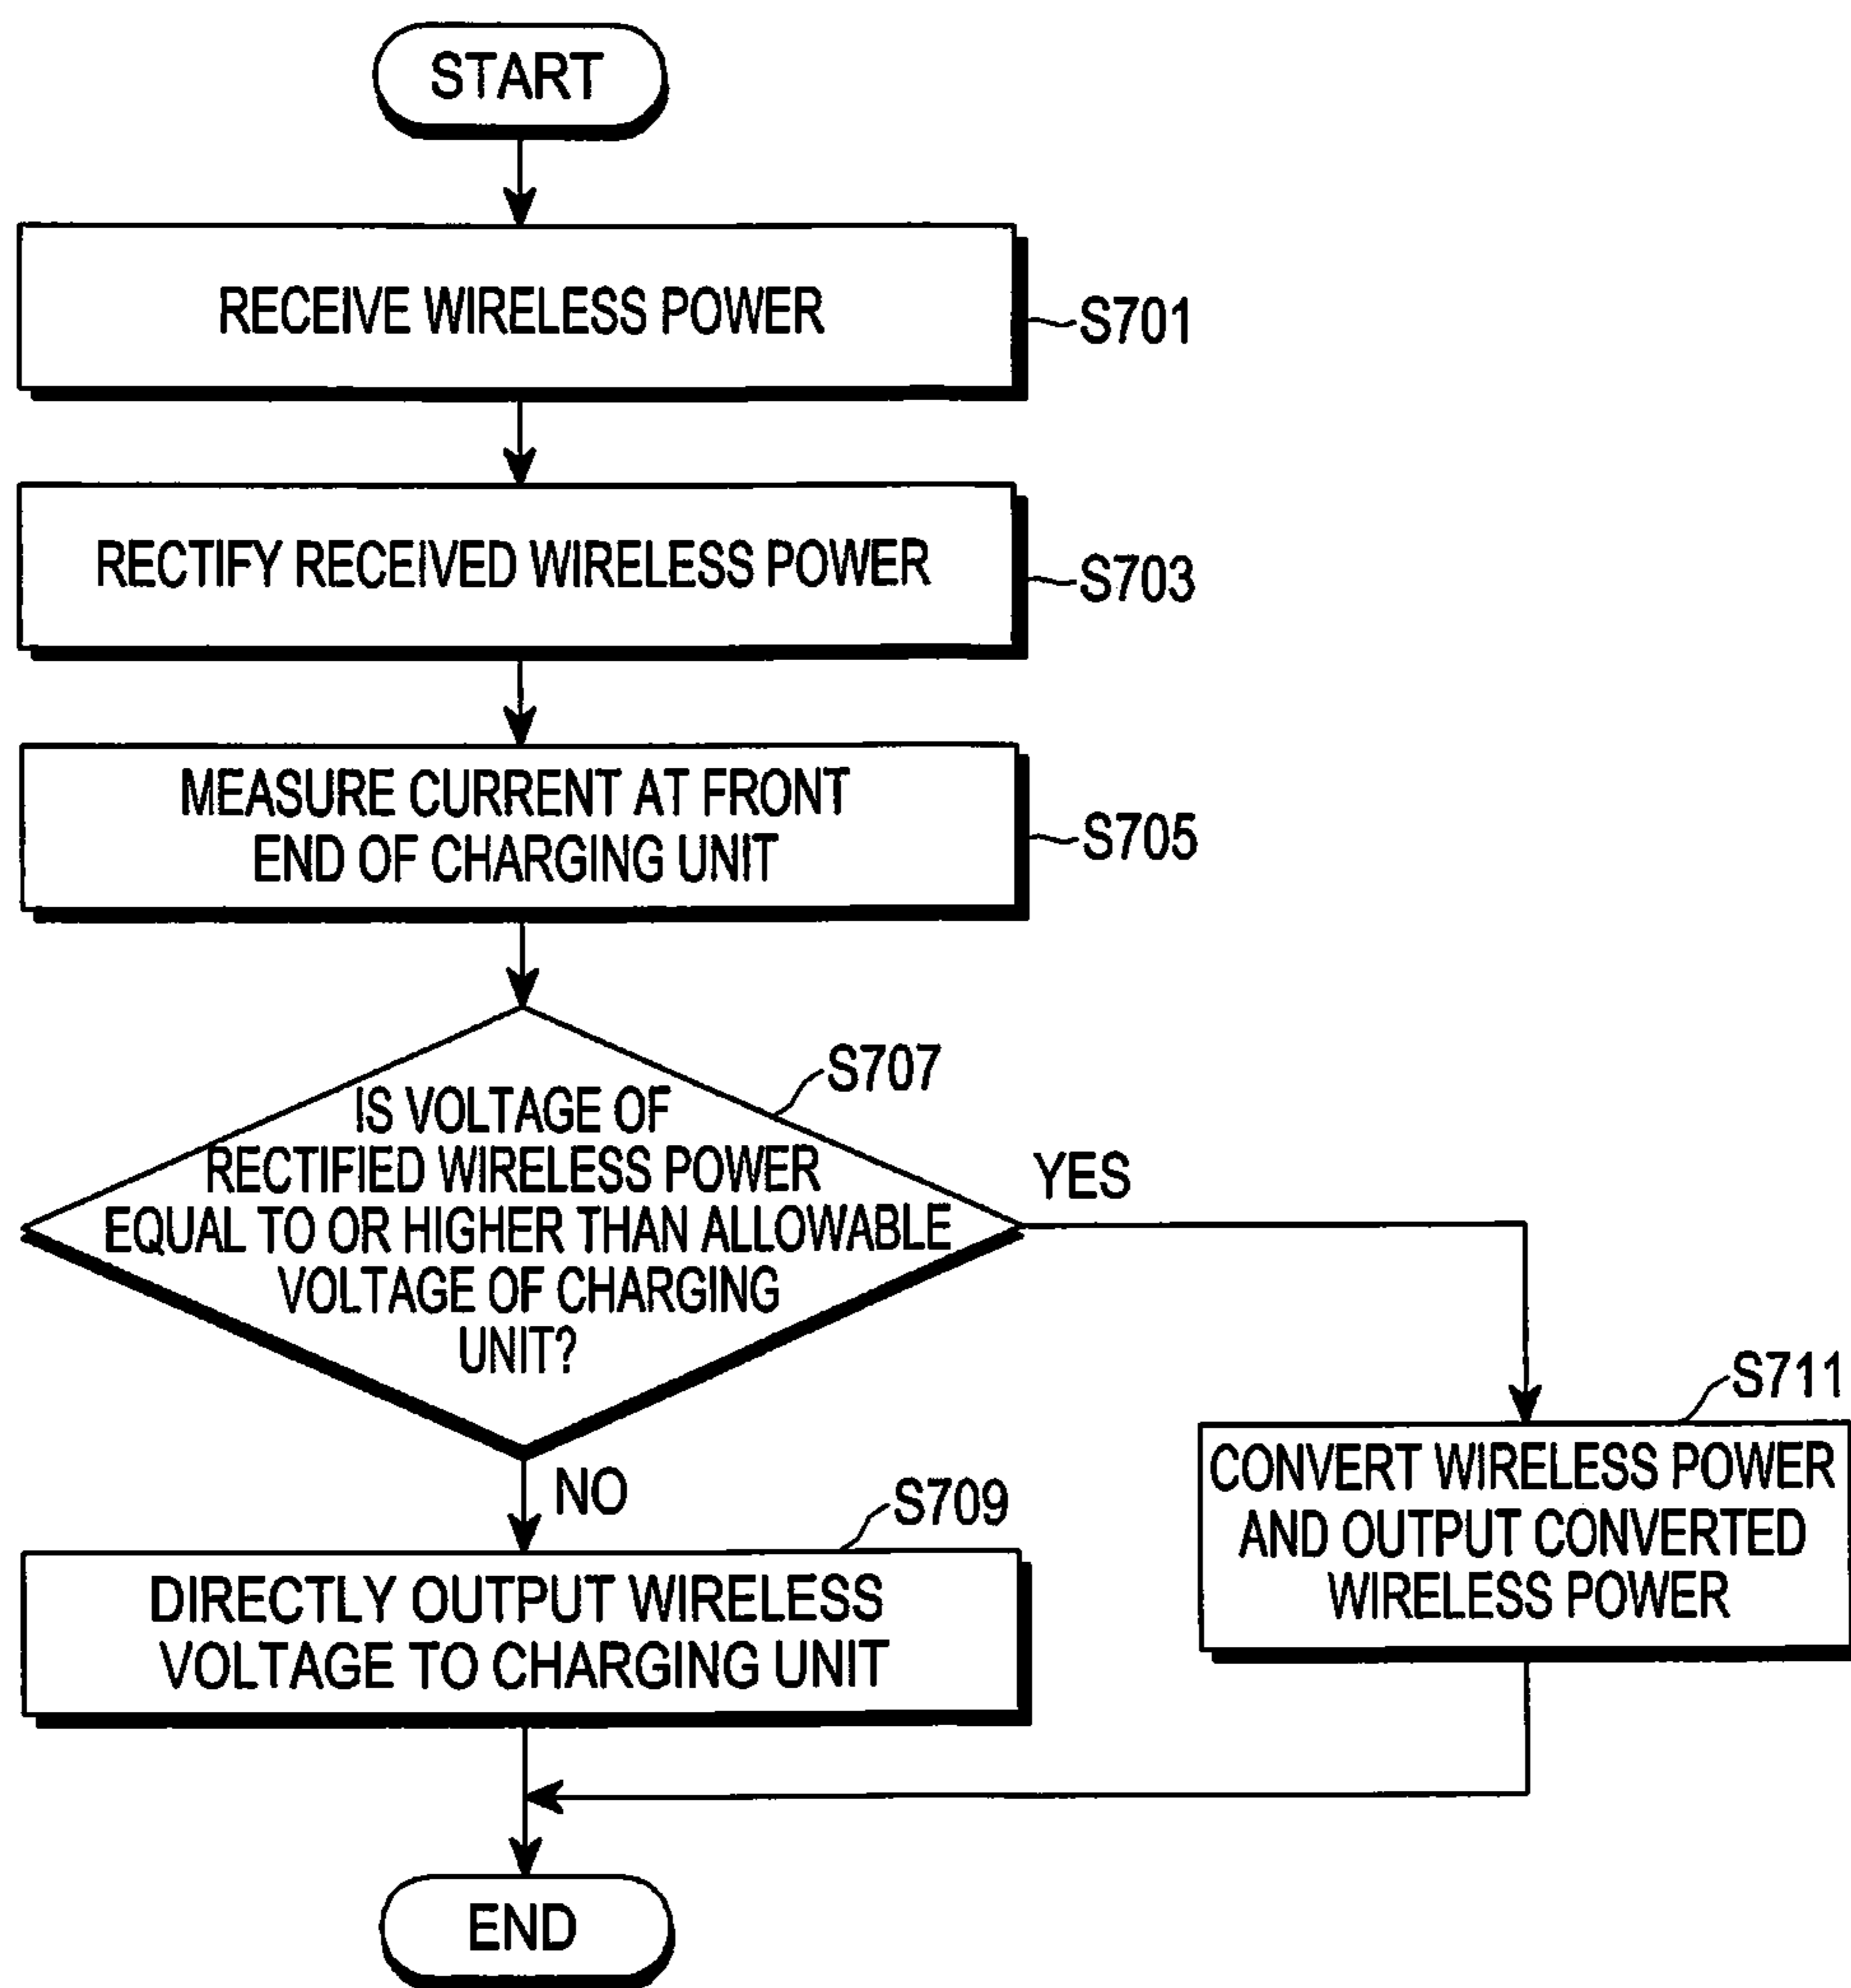 START
RECEIVE WIRELESS POWER
S701
RECTIFY RECEIVED WIRELESS POWER
S703
MEASURE CURRENT AT FRONT
END OF CHARGING UNIT
S705
S707
IS VOLTAGE OF
RECTIFIED WIRELESS POWER
EQUAL TO OR HIGHER THAN ALLOWABLE
VOLTAGE OF CHARGING
UNIT?
YES
NO
S711
CONVERT WIRELESS POWER
AND OUTPUT CONVERTED
WIRELESS POWER
S709
DIRECTLY OUTPUT WIRELESS
VOLTAGE TO CHARGING UNIT
END